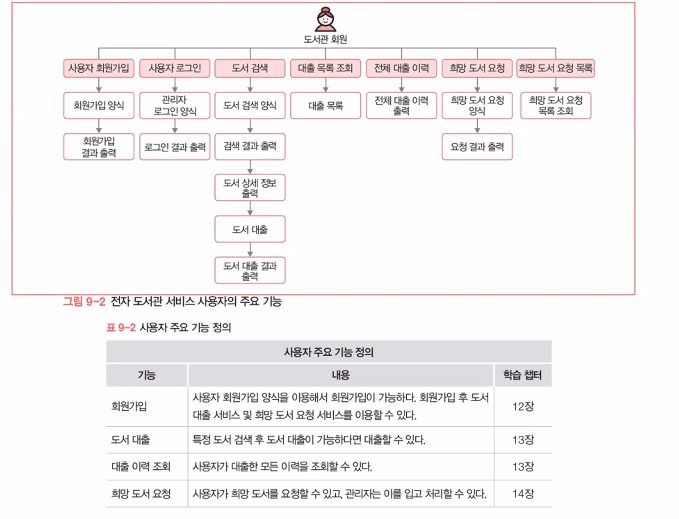 도서관 회원
사용자 회원가입
사용자 로그인
도서 검색
대출 목록 조회
전체 대출 이력
희망 도서 요청
희망 도서 요청 목록
회원가입 양식
관리자
로그인 양식
도서 검색 양식
대출 목록
전체 대출 이력
출력
희망 도서 요청
양식
희망 도서 요청
목록 조회
회원가입
결과 출력
로그인 결과 출력
검색 결과 출력
요청 결과 출력
도서 상세 정보
출력
도서 대출
도서 대출 결과
출력
그림 9-2 전자 도서관 서비스 사용자의 주요 기능
표 9-2 사용자 주요 기능 정의
사용자 주요 기능 정의
기능 내용 학습 챕터
회원가입
사용자 회원가입 양식을 이용해서 회원가입이 가능하다. 회원가입 후 도서
대출 서비스 및 희망 도서 요청 서비스를 이용할 수 있다.
12장
도서 대출 특정 도서 검색 후 도서 대출이 가능하다면 대출할 수 있다. 13장
대출 이력 조회 사용자가 대출한 모든 이력을 조회할 수 있다. 13장
희망 도서 요청 사용자가 희망 도서를 요청할 수 있고, 관리자는 이를 입고 처리할 수 있다. 14장